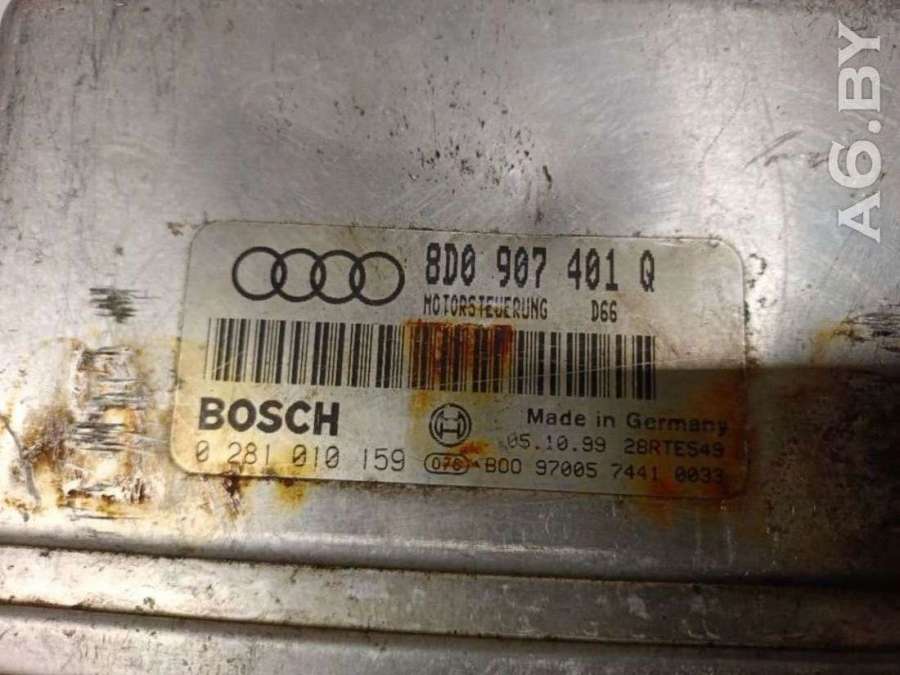 8D0 907 401 Q
MOTORSTEUERUNG D66
BOSCH
Made in Germany
05.10.99 28RTES49
0 281 010 159 076 B00 97005 7441 0033
A6.BY